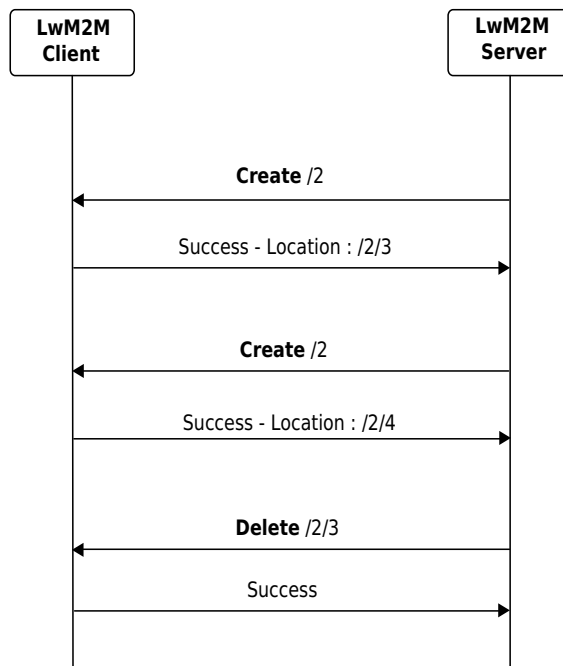 LwM2M
Client
LwM2M
Server
Create /2
Success - Location : /2/3
Create /2
Success - Location : /2/4
Delete /2/3
Success